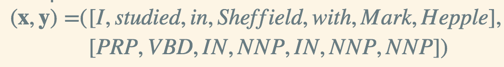 (x, y) =([I, studied, in, Sheffield, with, Mark, Hepple],
[PRP, VBD, IN, NNP, IN, NNP, NNP])